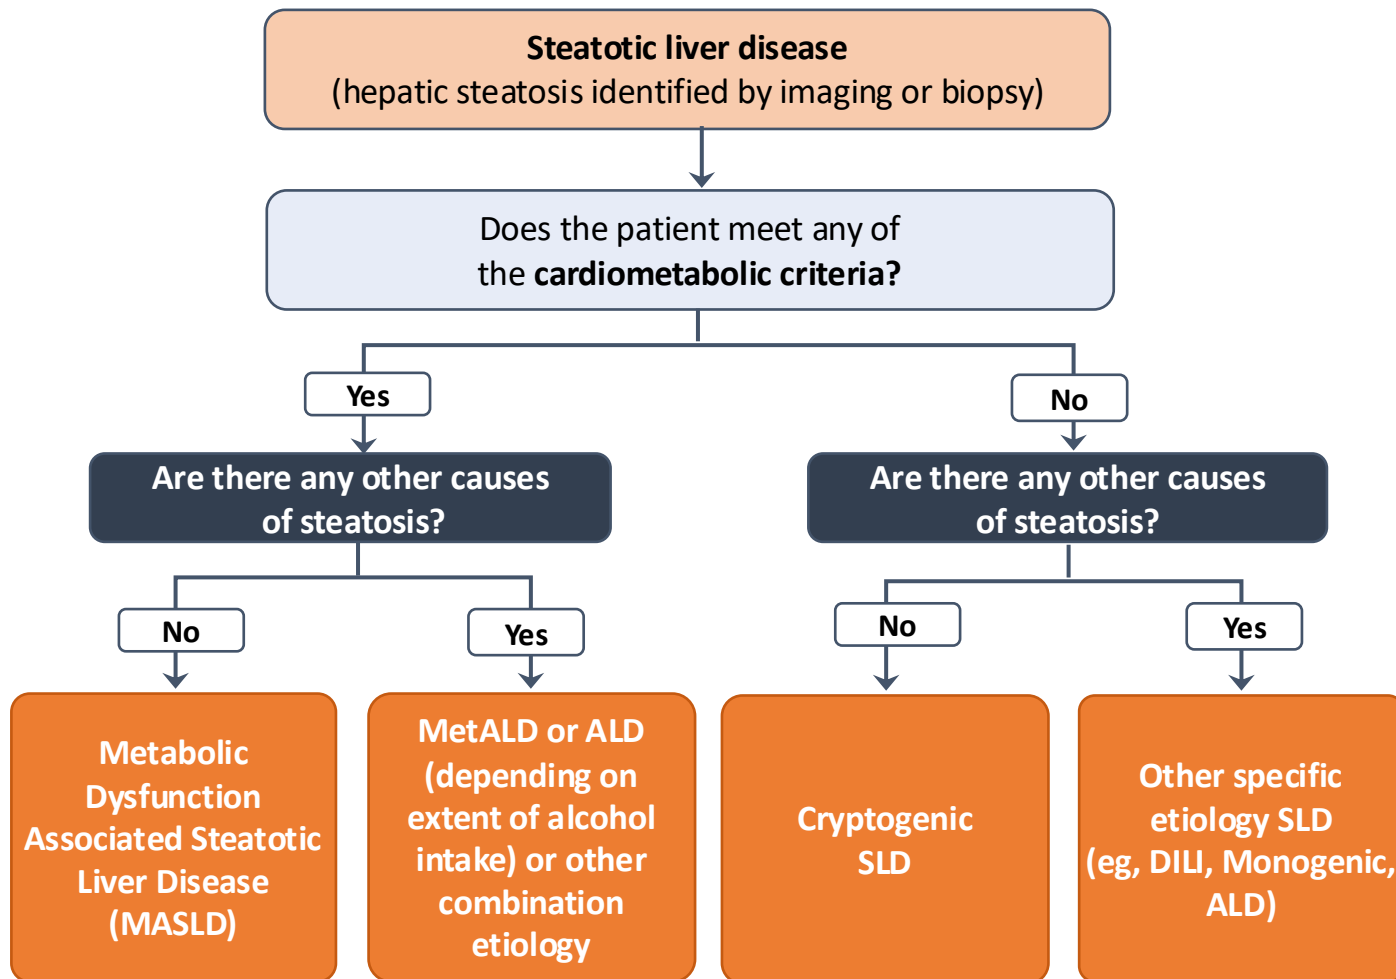 Steatotic liver disease
(hepatic steatosis identified by imaging or biopsy)
Does the patient meet any of
the cardiometabolic criteria?
Yes
No
Are there any other causes
of steatosis?
Are there any other causes
of steatosis?
No
Yes
No
Yes
Metabolic
Dysfunction
Associated Steatotic
Liver Disease
(MASLD)
MetALD or ALD
(depending on
extent of alcohol
intake) or other
combination
etiology
Cryptogenic
SLD
Other specific
etiology SLD
(eg, DILI, Monogenic,
ALD)